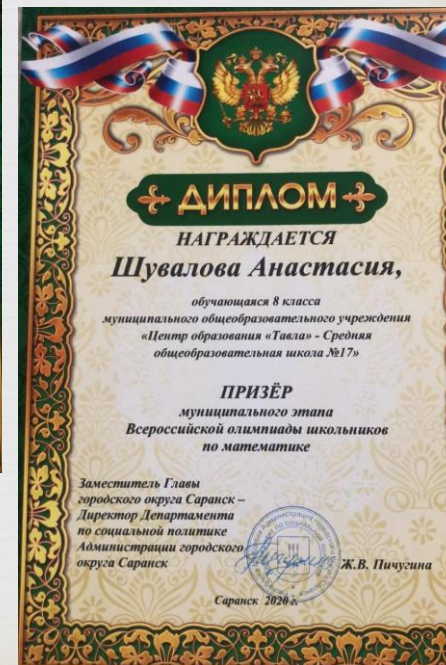 ДИПЛОМ
НАГРАЖДАЕТСЯ
Шувалова Анастасия,
обучающаяся 8 класса
муниципального общеобразовательного учреждения
«Центр образования «Тавла» - Средняя
общеобразовательная школа №17»
ПРИЗЁР
муниципального этапа
Всероссийской олимпиады школьников
по математике
Заместитель Главы
городского округа Саранск –
Директор Департамента
по социальной политике
Администрации городского
округа Саранск
Ж.В. Пичугина
Саранск 2020 г.